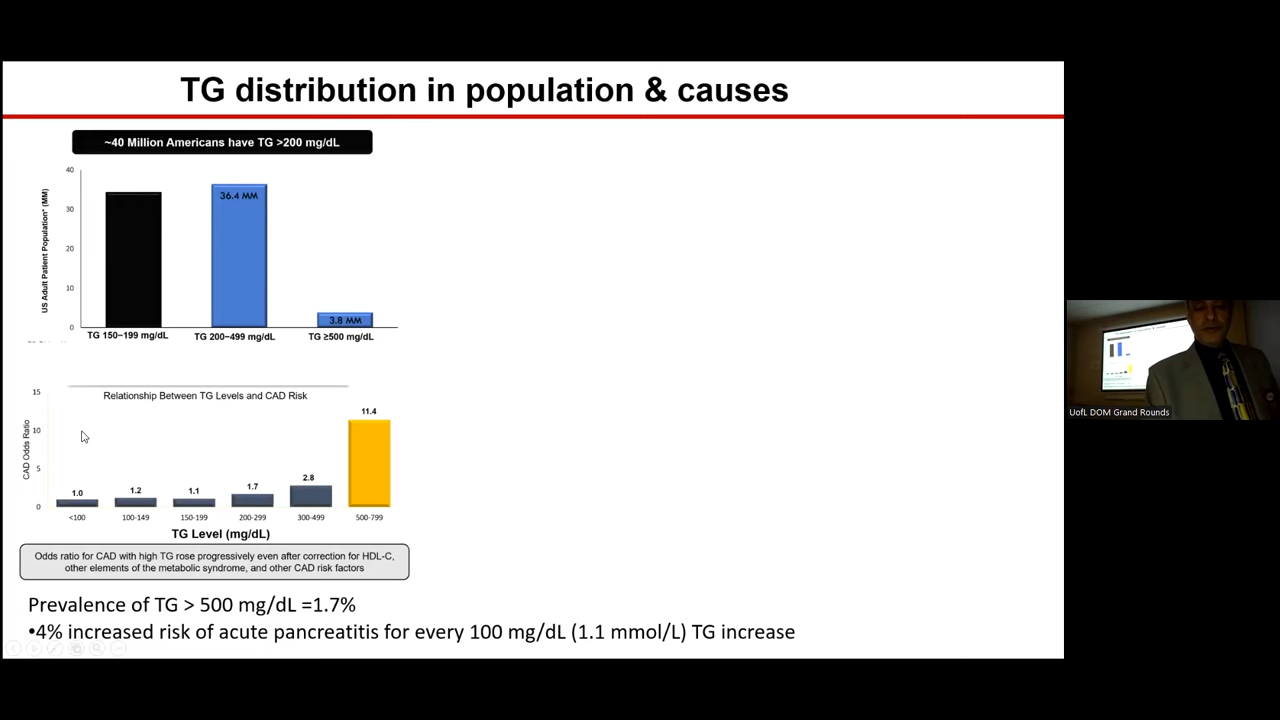 TG distribution in population & causes
~40 Million Americans have TG >200 mg/dL
US Adult Patient Population* (MM)
40
30
20
10
0
36.4 MM
3.8 MM
TG 150–199 mg/dL
TG 200–499 mg/dL
TG ≥500 mg/dL
Relationship Between TG Levels and CAD Risk
CAD Odds Ratio
15
10
5
0
1.0
1.2
1.1
1.7
2.8
11.4
<100
100-149
150-199
200-299
300-499
500-799
TG Level (mg/dL)
Odds ratio for CAD with high TG rose progressively even after correction for HDL-C,
other elements of the metabolic syndrome, and other CAD risk factors
Prevalence of TG > 500 mg/dL =1.7%
•4% increased risk of acute pancreatitis for every 100 mg/dL (1.1 mmol/L) TG increase
UofL DOM Grand Rounds